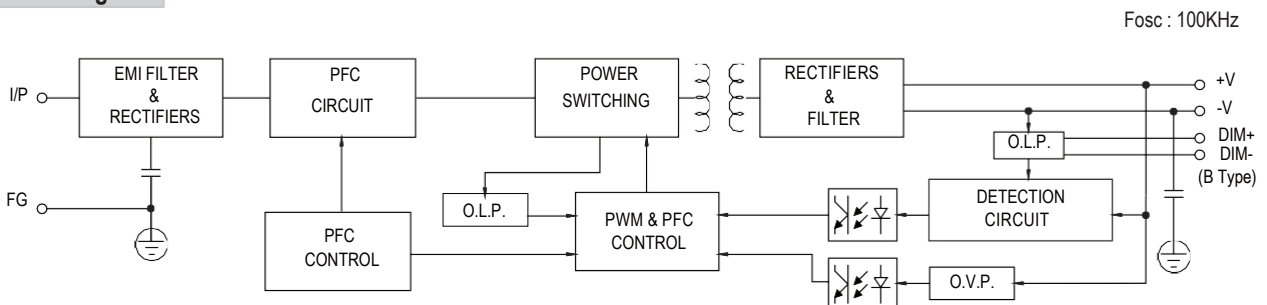 Fosc : 100KHz
I/P
EMI FILTER
&
RECTIFIERS
PFC
CIRCUIT
POWER
SWITCHING
RECTIFIERS
&
FILTER
+V
-V
DIM+
DIM-
(B Type)
O.L.P.
FG
O.L.P.
PFC
CONTROL
PWM & PFC
CONTROL
DETECTION
CIRCUIT
O.V.P.